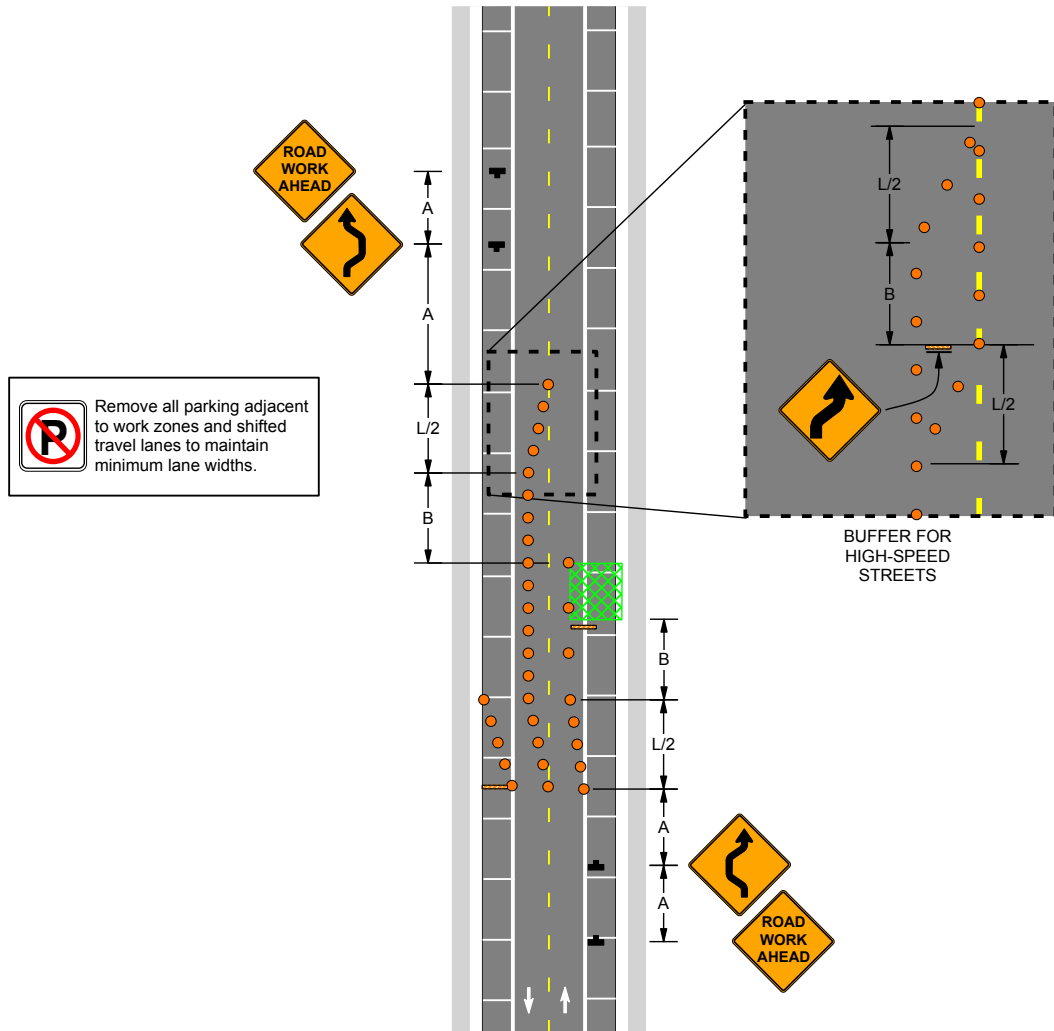 ROAD
WORK
AHEAD
A
A
L/2
B
P
Remove all parking adjacent
to work zones and shifted
travel lanes to maintain
minimum lane widths.
L/2
B
L/2
BUFFER FOR
HIGH-SPEED
STREETS
B
L/2
A
A
ROAD
WORK
AHEAD